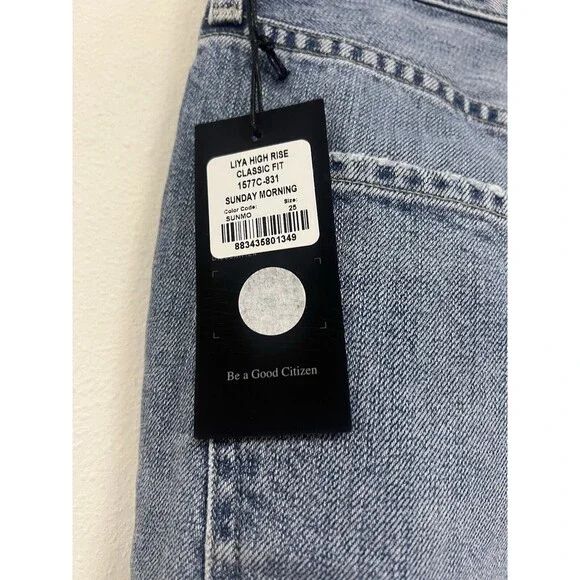 LIYA HIGH RISE
CLASSIC FIT
1577C-831
SUNDAY MORNING
Color Code: Size:
SUNMO 25
883435801349
Be a Good Citizen